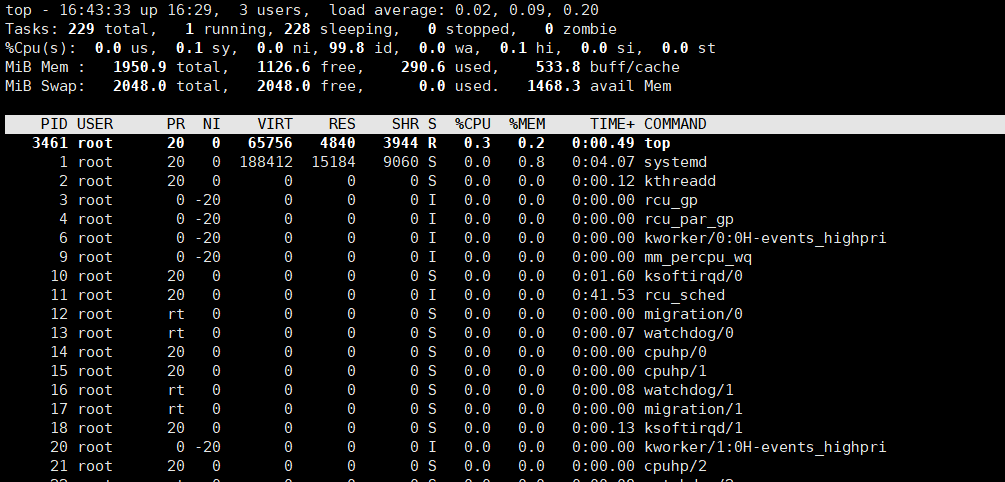 top - 16:43:33 up 16:29,  3 users,  load average: 0.02, 0.09, 0.20
Tasks: 229 total,   1 running, 228 sleeping,   0 stopped,   0 zombie
%Cpu(s):  0.0 us,  0.1 sy,  0.0 ni, 99.8 id,  0.0 wa,  0.1 hi,  0.0 si,  0.0 st
MiB Mem :   1950.9 total,   1126.6 free,    290.6 used,    533.8 buff/cache
MiB Swap:   2048.0 total,   2048.0 free,      0.0 used.   1468.3 avail Mem
PID USER      PR  NI    VIRT    RES    SHR S  %CPU  %MEM     TIME+ COMMAND
3461 root      20   0   65756   4840   3944 R   0.3   0.2   0:00.49 top
1 root      20   0  188412  15184   9060 S   0.0   0.8   0:04.07 systemd
2 root      20   0       0      0      0 S   0.0   0.0   0:00.12 kthreadd
3 root       0 -20       0      0      0 I   0.0   0.0   0:00.00 rcu_gp
4 root       0 -20       0      0      0 I   0.0   0.0   0:00.00 rcu_par_gp
6 root       0 -20       0      0      0 I   0.0   0.0   0:00.00 kworker/0:0H-events_highpri
9 root       0 -20       0      0      0 I   0.0   0.0   0:00.00 mm_percpu_wq
10 root      20   0       0      0      0 S   0.0   0.0   0:01.60 ksoftirqd/0
11 root      20   0       0      0      0 I   0.0   0.0   0:41.53 rcu_sched
12 root      rt   0       0      0      0 S   0.0   0.0   0:00.00 migration/0
13 root      rt   0       0      0      0 S   0.0   0.0   0:00.07 watchdog/0
14 root      20   0       0      0      0 S   0.0   0.0   0:00.00 cpuhp/0
15 root      20   0       0      0      0 S   0.0   0.0   0:00.00 cpuhp/1
16 root      rt   0       0      0      0 S   0.0   0.0   0:00.08 watchdog/1
17 root      rt   0       0      0      0 S   0.0   0.0   0:00.00 migration/1
18 root      20   0       0      0      0 S   0.0   0.0   0:00.13 ksoftirqd/1
20 root       0 -20       0      0      0 I   0.0   0.0   0:00.00 kworker/1:0H-events_highpri
21 root      20   0       0      0      0 S   0.0   0.0   0:00.00 cpuhp/2